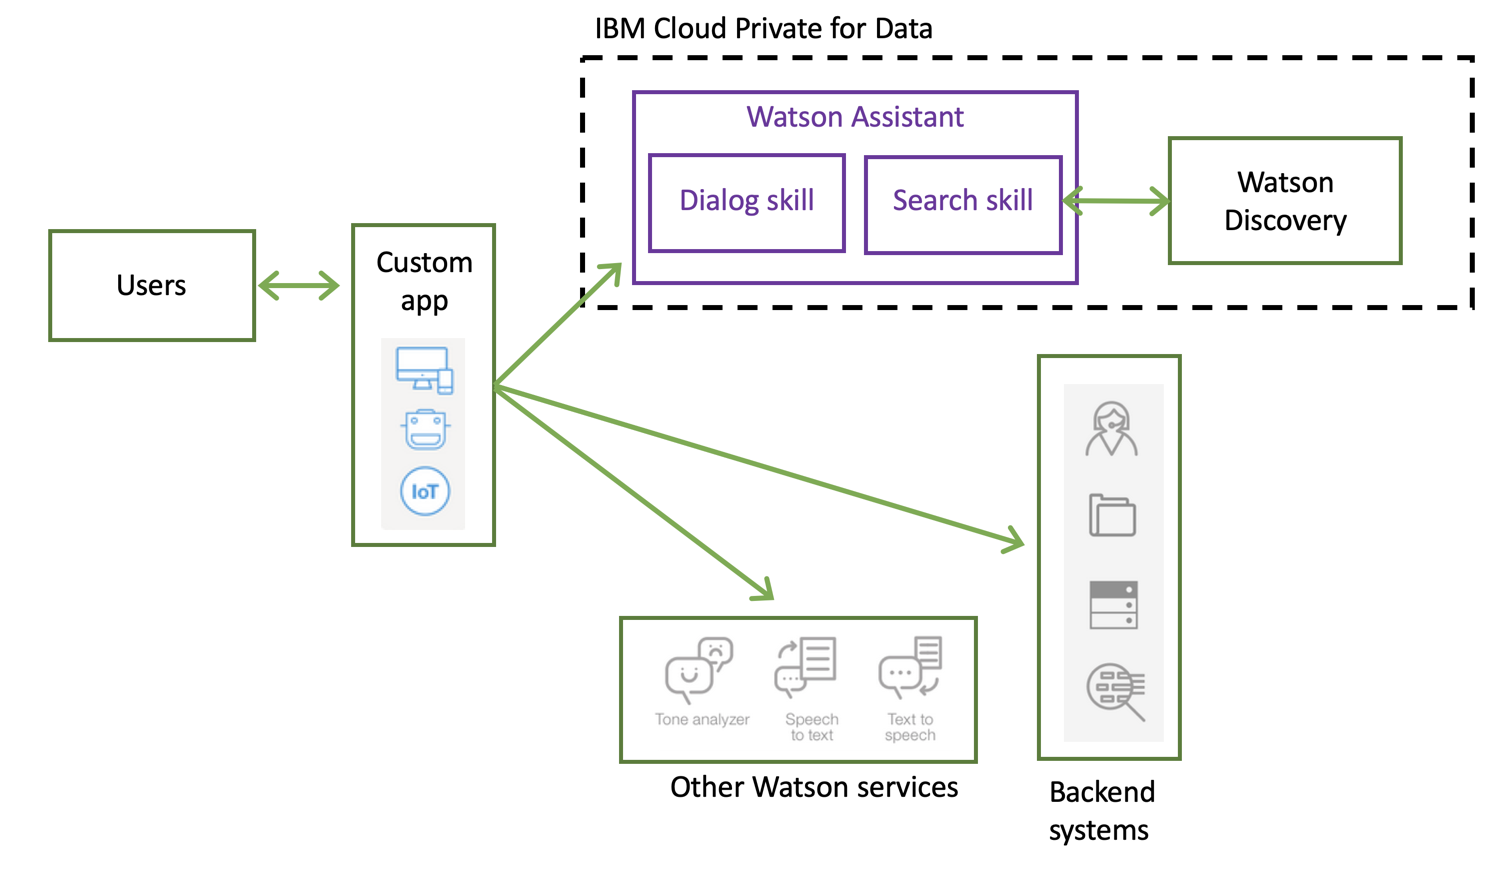 IBM Cloud Private for Data
Watson Assistant
Dialog skill
Search skill
Watson
Discovery
Users
Custom
app
IoT
Tone analyzer
Speech
to text
Text to
speech
Other Watson services
Backend
systems